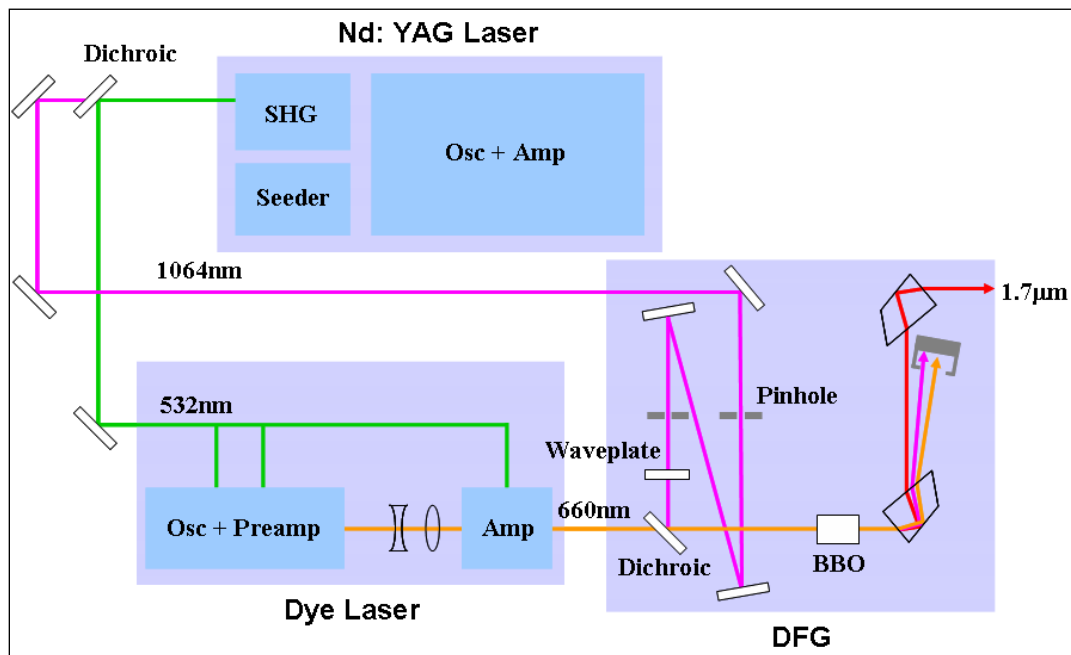 Nd: YAG Laser
Dichroic
SHG
Osc + Amp
Seeder
1064nm
1.7μm
532nm
Pinhole
Waveplate
660nm
Osc + Preamp
Amp
Dichroic
BBO
Dye Laser
DFG